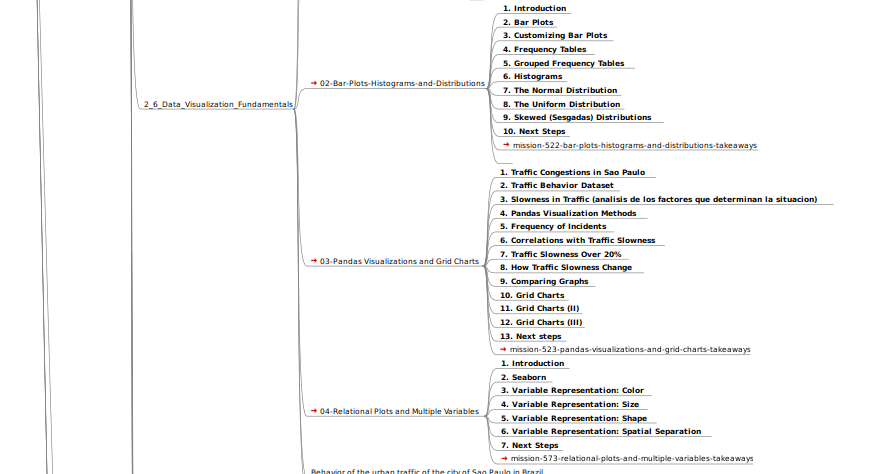 2_6_Data_Visualization_Fundamentals
02-Bar-Plots-Histograms-and-Distributions
1. Introduction
2. Bar Plots
3. Customizing Bar Plots
4. Frequency Tables
5. Grouped Frequency Tables
6. Histograms
7. The Normal Distribution
8. The Uniform Distribution
9. Skewed (Sesgadas) Distributions
10. Next Steps
mission-522-bar-plots-histograms-and-distributions-takeaways
03-Pandas Visualizations and Grid Charts
1. Traffic Congestions in Sao Paulo
2. Traffic Behavior Dataset
3. Slowness in Traffic (analisis de los factores que determinan la situacion)
4. Pandas Visualization Methods
5. Frequency of Incidents
6. Correlations with Traffic Slowness
7. Traffic Slowness Over 20%
8. How Traffic Slowness Change
9. Comparing Graphs
10. Grid Charts
11. Grid Charts (II)
12. Grid Charts (III)
13. Next steps
mission-523-pandas-visualizations-and-grid-charts-takeaways
04-Relational Plots and Multiple Variables
1. Introduction
2. Seaborn
3. Variable Representation: Color
4. Variable Representation: Size
5. Variable Representation: Shape
6. Variable Representation: Spatial Separation
7. Next Steps
mission-573-relational-plots-and-multiple-variables-takeaways
Behavior of the urban traffic of the city of Sao Paulo in Brazil